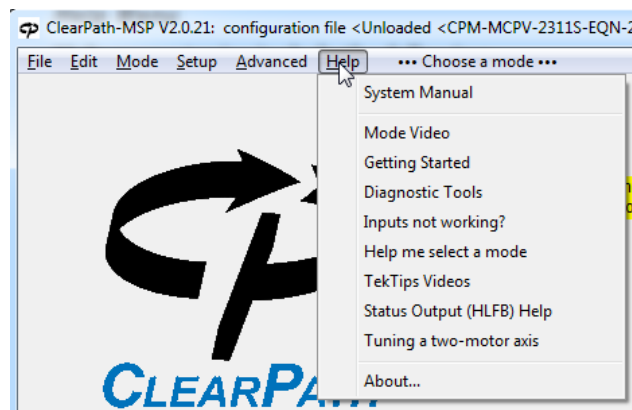 ClearPath-MSP V2.0.21: configuration file <Unloaded <CPM-MCPV-2311S-EQN-2
File Edit Mode Setup Advanced Help ••• Choose a mode •••
System Manual
Mode Video
Getting Started
Diagnostic Tools
Inputs not working?
Help me select a mode
TekTips Videos
Status Output (HLFB) Help
Tuning a two-motor axis
About...
CLEARPATH